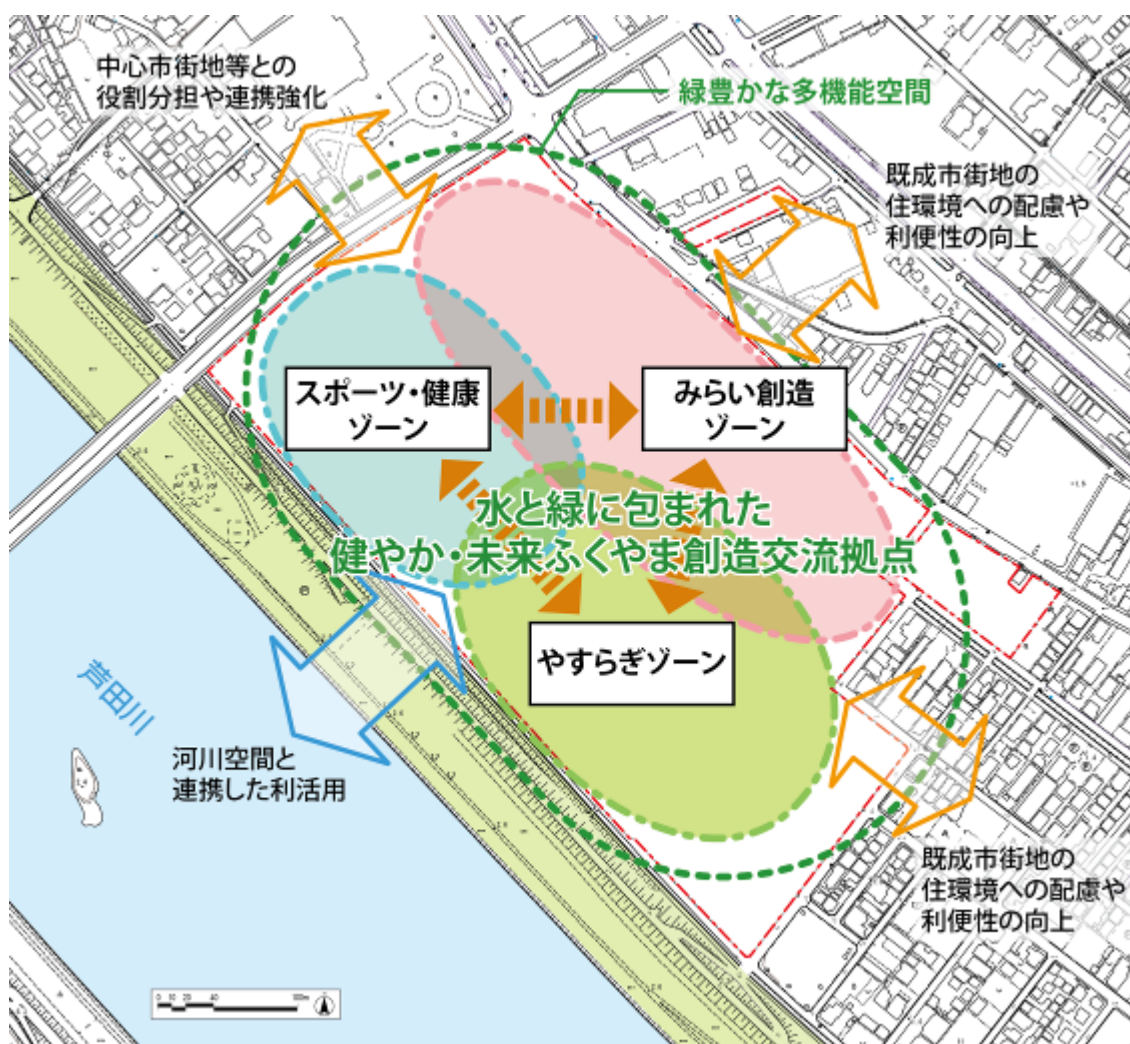 中心市街地等との
役割分担や連携強化
緑豊かな多機能空間
既成市街地の
住環境への配慮や
利便性の向上
スポーツ・健康
ゾーン
みらい創造
ゾーン
水と緑に包まれた
健やか・未来ふくやま創造交流拠点
やすらぎゾーン
芦田川
河川空間と
連携した利活用
既成市街地の
住環境への配慮や
利便性の向上
0 10 20 40 100m